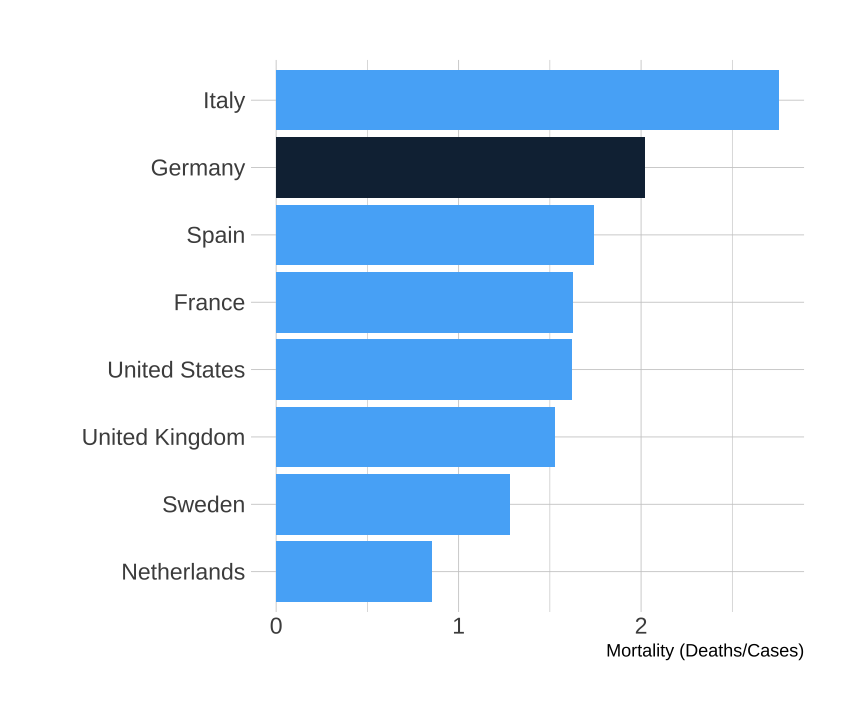 Italy
Germany
Spain
France
United States
United Kingdom
Sweden
Netherlands
0 1 2
Mortality (Deaths/Cases)